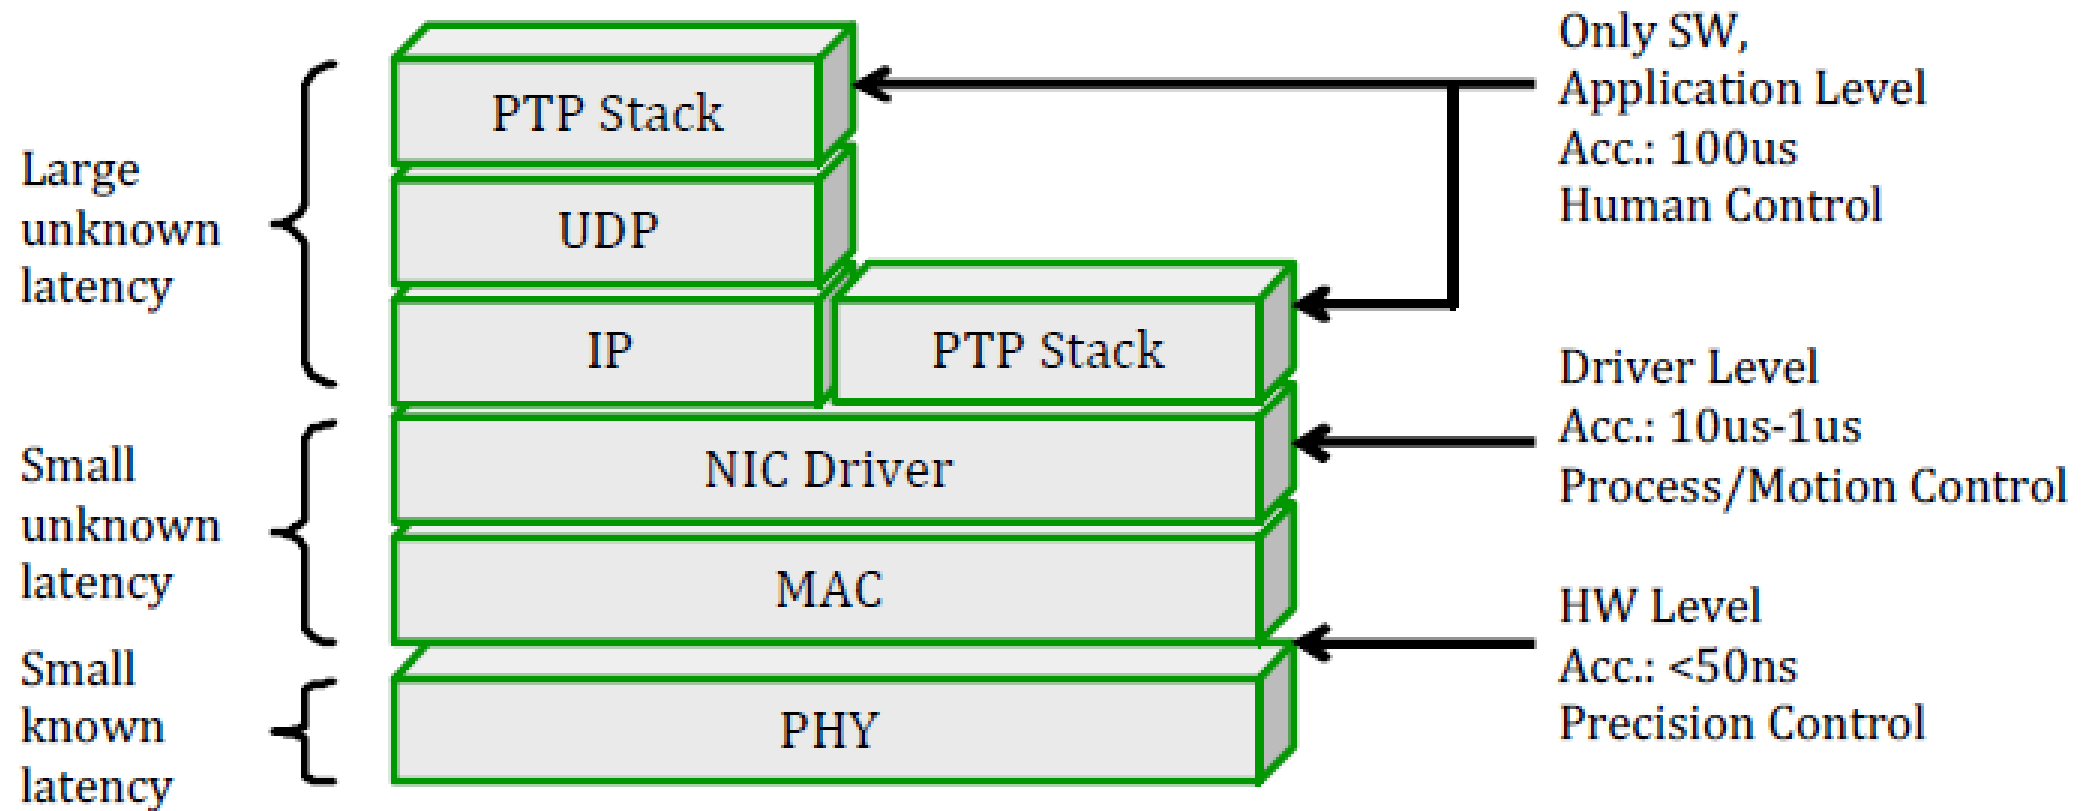 Large
unknown
latency
Small
unknown
latency
Small
known
latency
PTP Stack
UDP
IP
PTP Stack
NIC Driver
MAC
PHY
Only SW,
Application Level
Acc.: 100us
Human Control
Driver Level
Acc.: 10us-1us
Process/Motion Control
HW Level
Acc.: <50ns
Precision Control